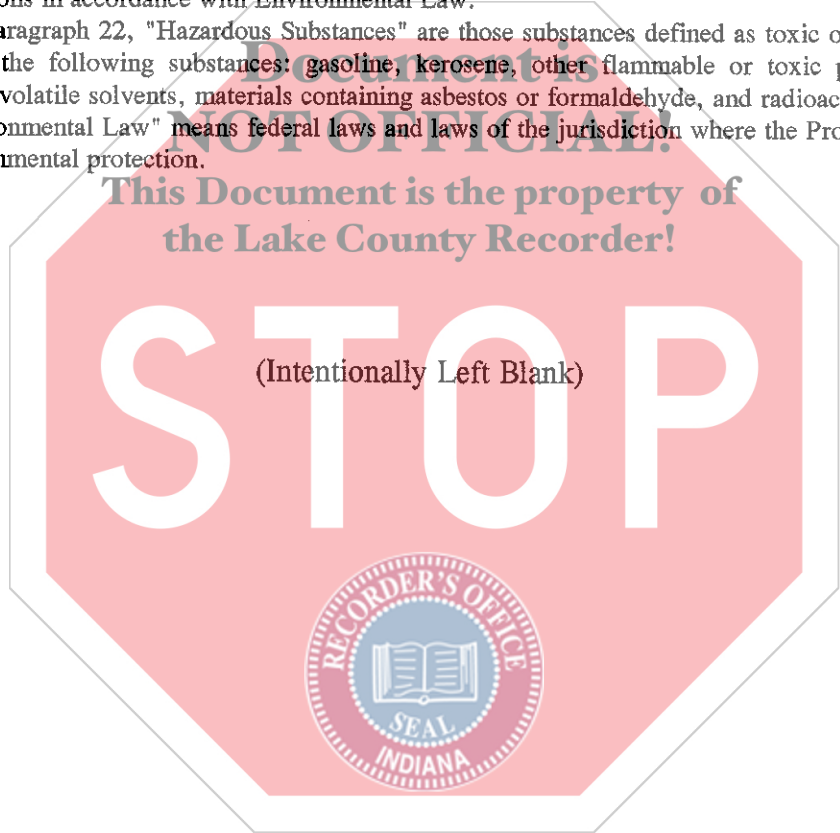 ons in accordance with Environmental Law.
aragraph 22, "Hazardous Substances" are those substances defined as toxic o
the following substances: gasoline, kerosene, other flammable or toxic p
volatile solvents, materials containing asbestos or formaldehyde, and radioac
onmental Law" means federal laws and laws of the jurisdiction where the Pro
nmental protection.
Document is
NOT OFFICIAL!
This Document is the property of
the Lake County Recorder!
(Intentionally Left Blank)
STOP
RECORDER'S OFFICE
SEAL
INDIANA